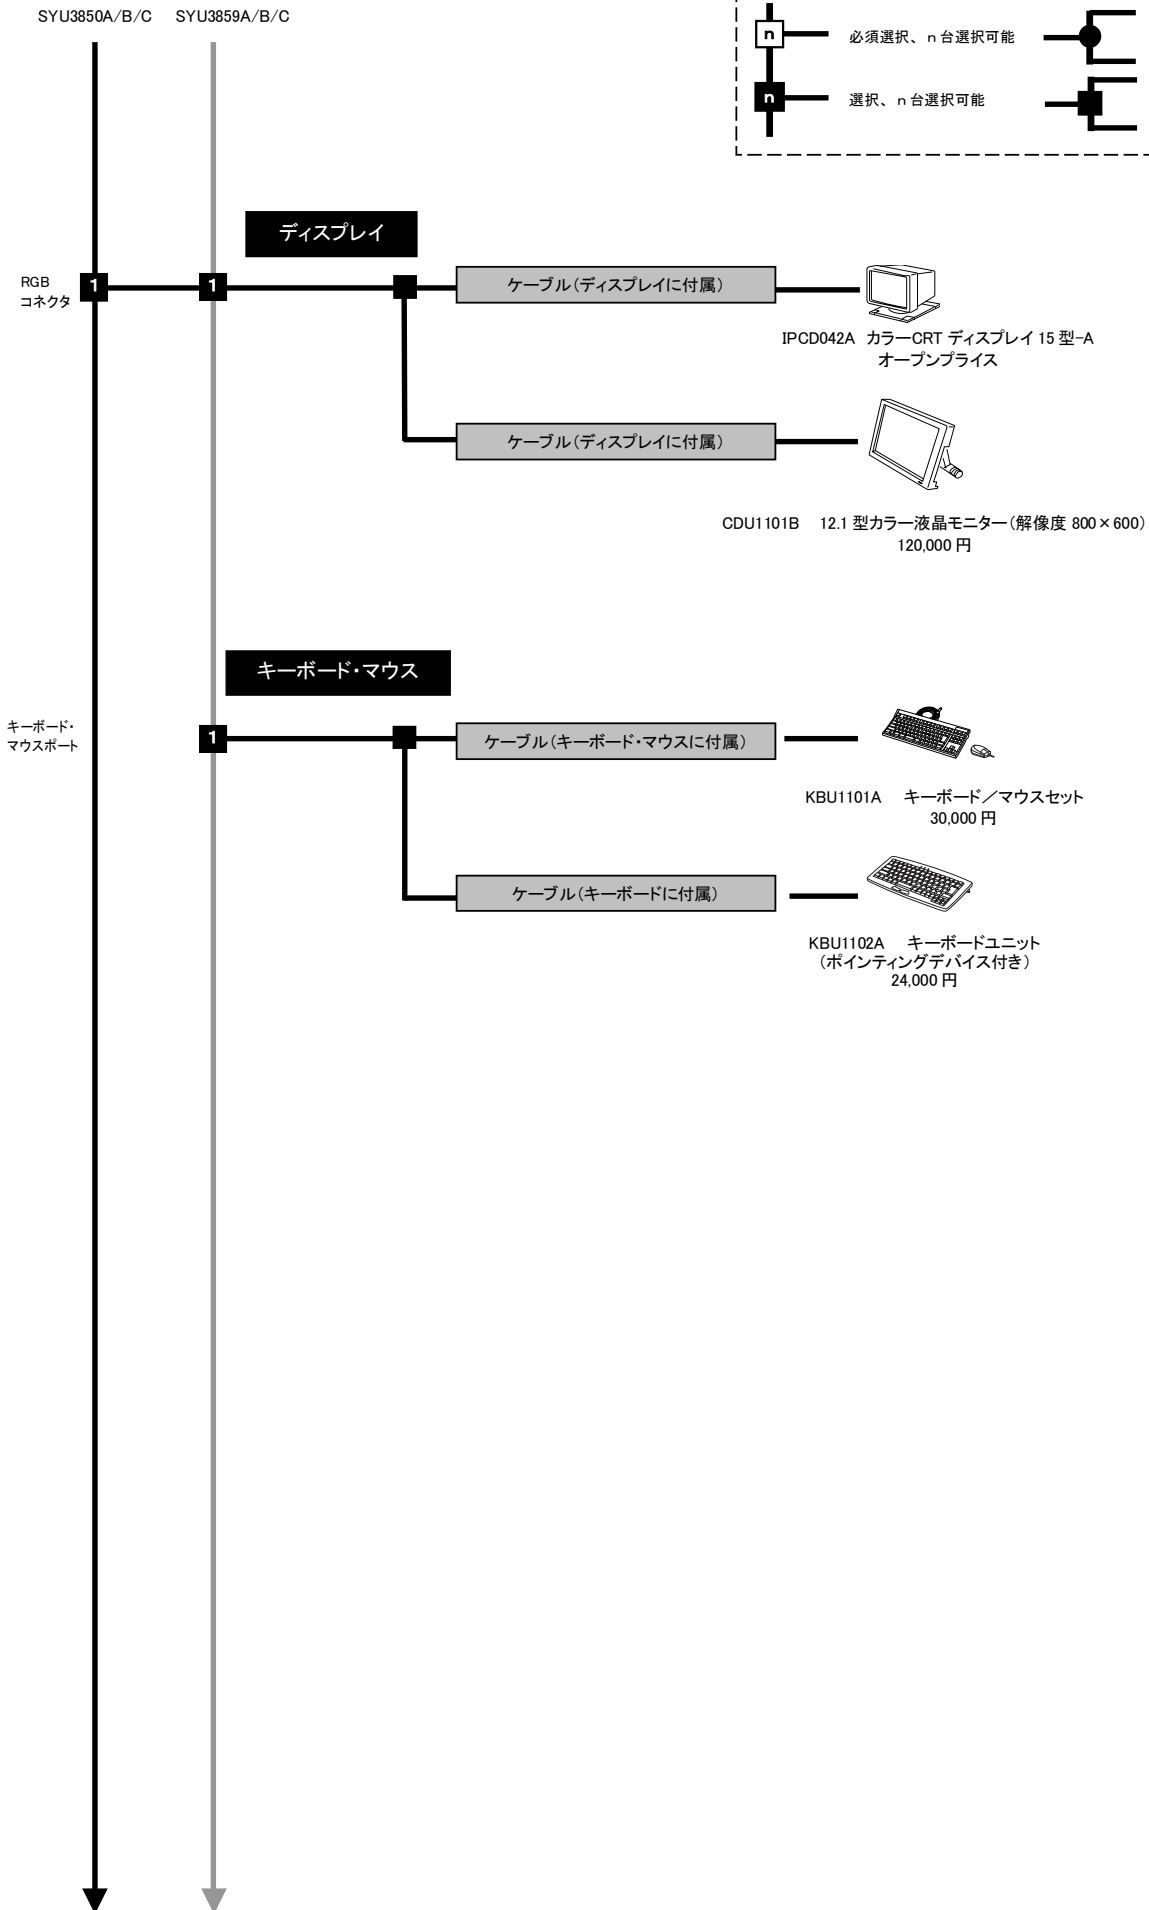 SYU3850A/B/C SYU3859A/B/C
n 必須選択、n 台選択可能
n 選択、n 台選択可能
ディスプレイ
RGB
コネクタ
1 1 ケーブル(ディスプレイに付属)
IPCD042A カラーCRT ディスプレイ 15 型-A
オープンプライス
ケーブル(ディスプレイに付属)
CDU1101B 12.1 型カラー液晶モニター(解像度 800×600)
120,000 円
キーボード・マウス
キーボード・
マウスポート
1 ケーブル(キーボード・マウスに付属)
KBU1101A キーボード/マウスセット
30,000 円
ケーブル(キーボードに付属)
KBU1102A キーボードユニット
(ポインティングデバイス付き)
24,000 円